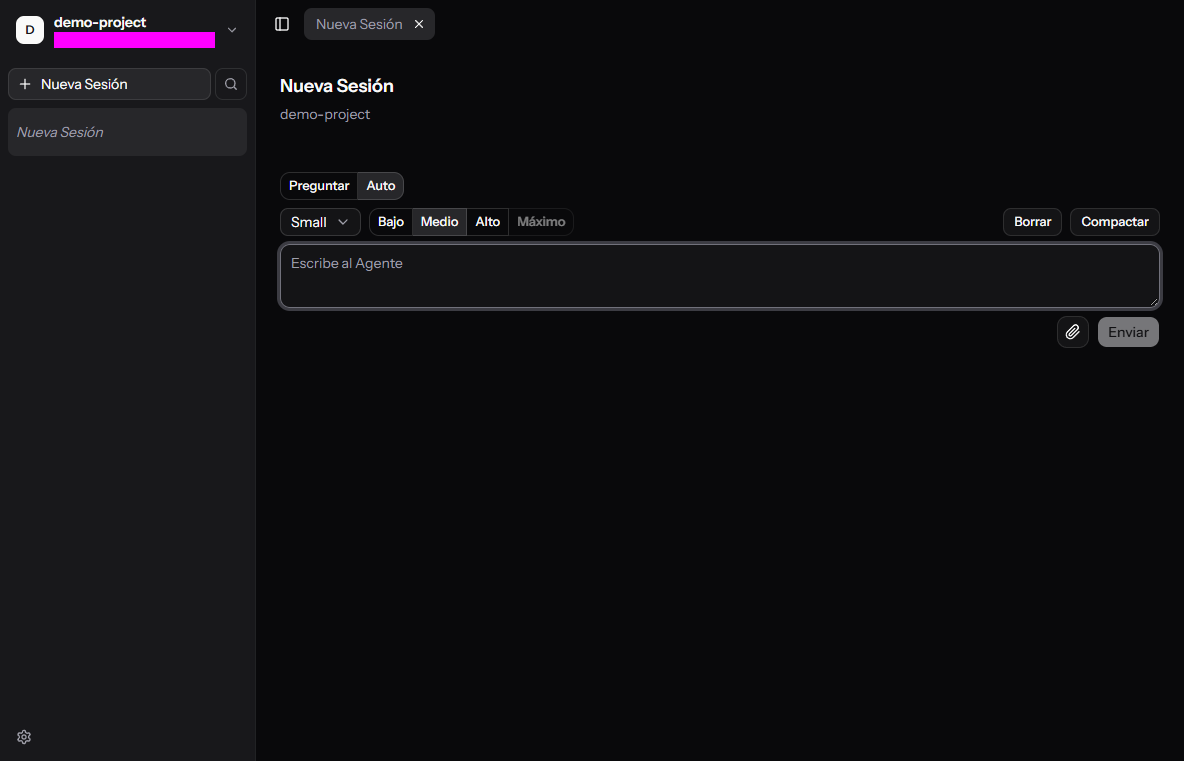 D
demo-project
Nueva Sesión
Nueva Sesión
Nueva Sesión
Nueva Sesión
demo-project
Preguntar Auto
Small Bajo Medio Alto Máximo Borrar Compactar
Escribe al Agente
Enviar